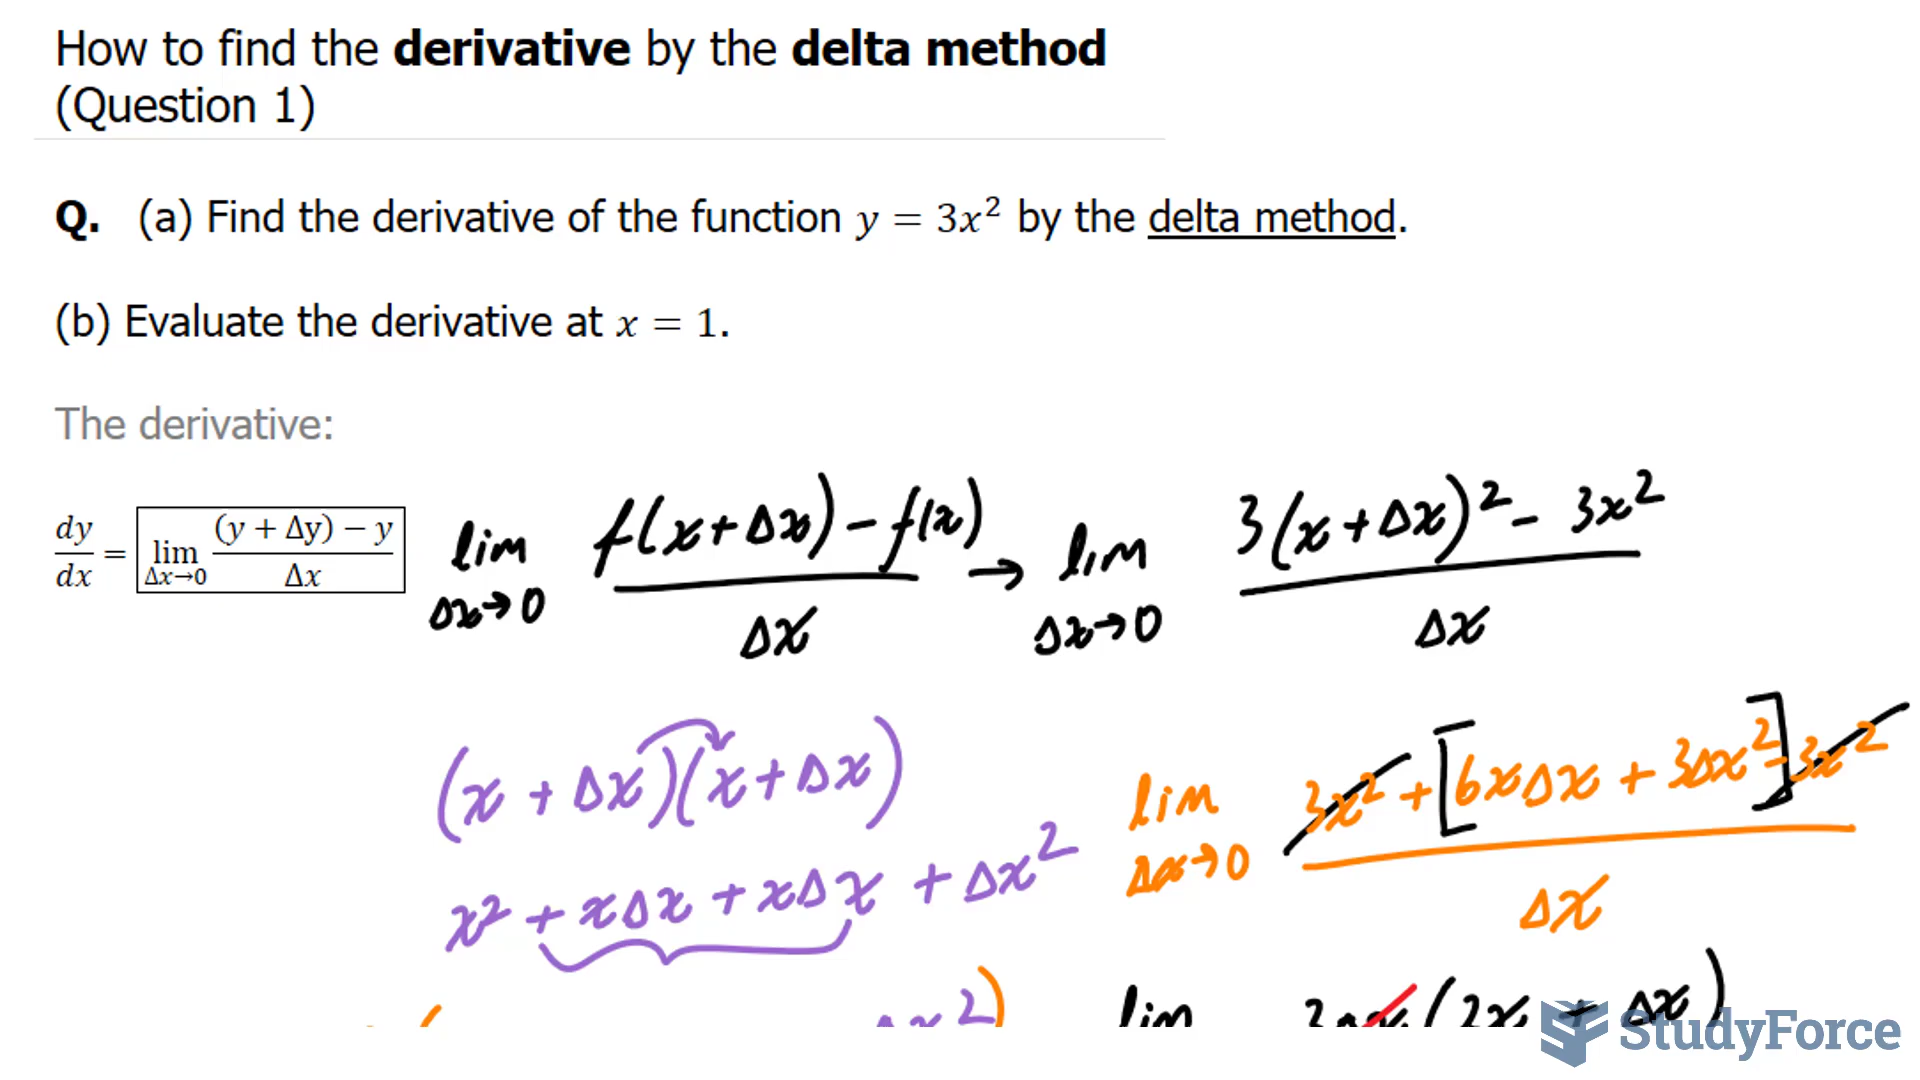 How to find the derivative by the delta method
(Question 1)
Q. (a) Find the derivative of the function y = 3x² by the delta method.
(b) Evaluate the derivative at x = 1.
The derivative:
dy/dx = lim Δx→0 (y + Δy) − y / Δx
lim Δx→0 f(x+Δx) − f(x) / Δx → lim Δx→0 3(x+Δx)² − 3x² / Δx
(x + Δx)(x + Δx)
x² + xΔx + xΔx + Δx²
lim Δx→0 3x² + [6xΔx + 3Δx²] − 3x² / Δx
lim 3Δx(2x + Δx)
StudyForce